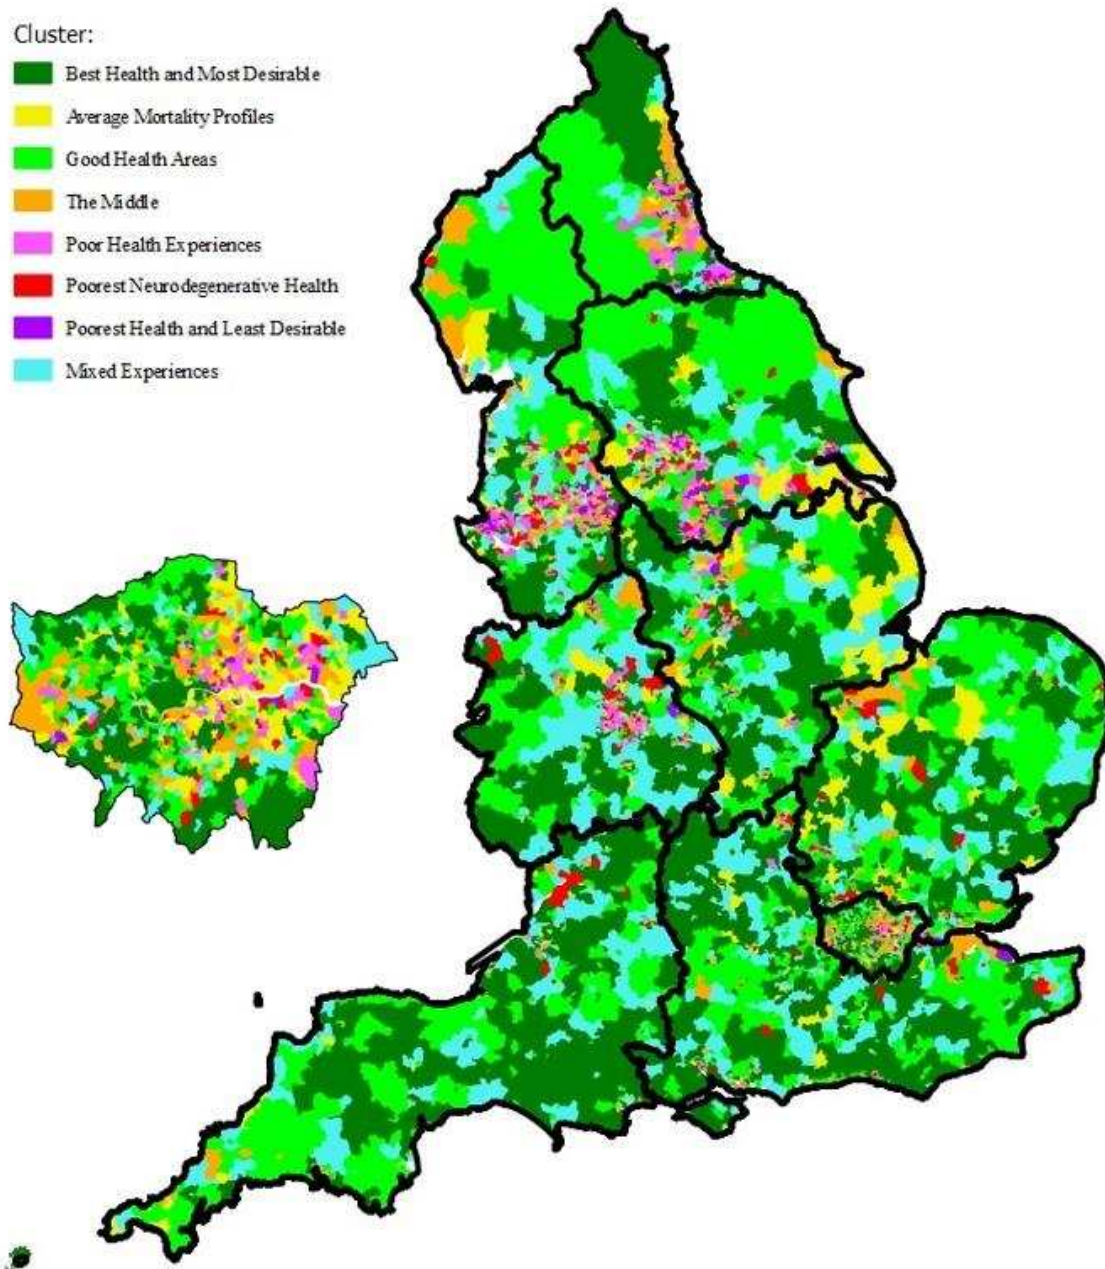 Cluster:
Best Health and Most Desirable
Average Mortality Profiles
Good Health Areas
The Middle
Poor Health Experiences
Poorest Neurodegenerative Health
Poorest Health and Least Desirable
Mixed Experiences